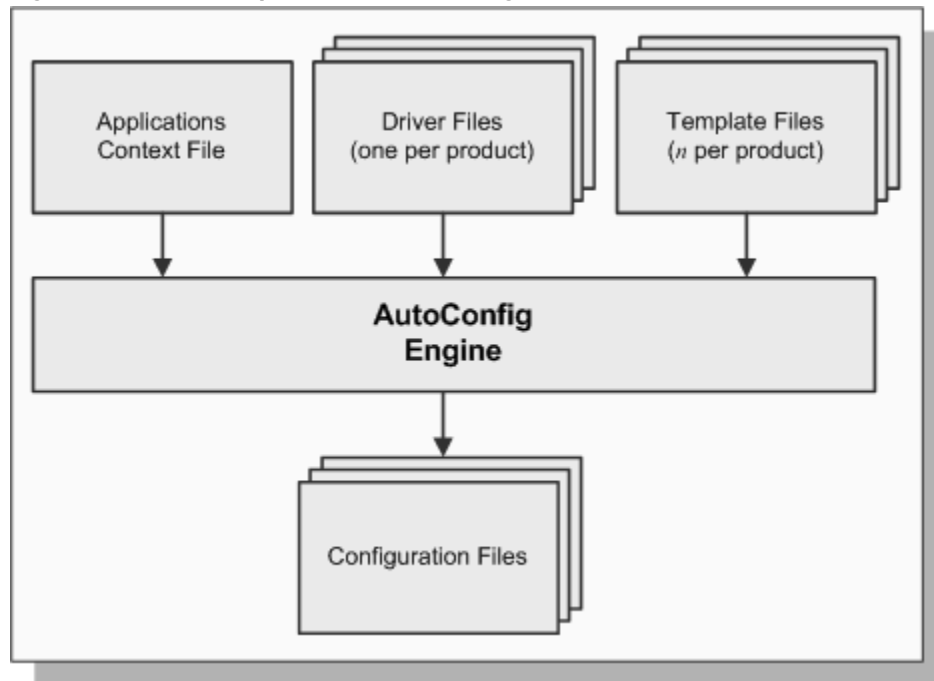 Applications
Context File
Driver Files
(one per product)
Template Files
(n per product)
AutoConfig
Engine
Configuration Files